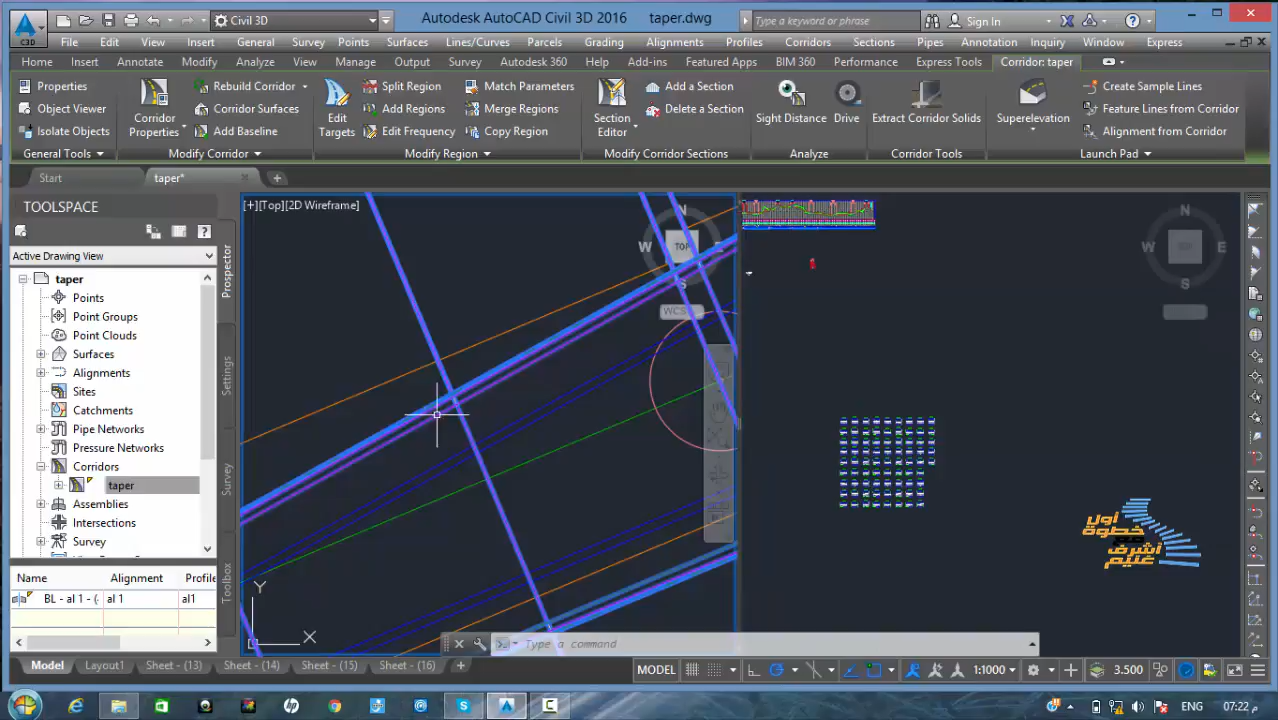 Civil 3D
Autodesk AutoCAD Civil 3D 2016 taper.dwg
Type a keyword or phrase
Sign In
C3D
File Edit View Insert General Survey Points Surfaces Lines/Curves Parcels Grading Alignments Profiles Corridors Sections Pipes Annotation Inquiry Window Express
Home Insert Annotate Modify Analyze View Manage Output Survey Autodesk 360 Help Add-ins Featured Apps BIM 360 Performance Express Tools Corridor: taper
Properties
Object Viewer
Isolate Objects
General Tools
Corridor Properties
Rebuild Corridor
Corridor Surfaces
Add Baseline
Modify Corridor
Edit Targets
Split Region
Add Regions
Edit Frequency
Match Parameters
Merge Regions
Copy Region
Modify Region
Section Editor
Add a Section
Delete a Section
Modify Corridor Sections
Sight Distance
Drive
Analyze
Extract Corridor Solids
Corridor Tools
Superelevation
Create Sample Lines
Feature Lines from Corridor
Alignment from Corridor
Launch Pad
Start
taper*
TOOLSPACE
Active Drawing View
taper
Points
Point Groups
Point Clouds
Surfaces
Alignments
Sites
Catchments
Pipe Networks
Pressure Networks
Corridors
taper
Assemblies
Intersections
Survey
Prospector
Settings
Survey
Toolbox
Name Alignment Profile
BL - al 1 - ( al 1 al1
[+][Top][2D Wireframe]
N
W TOP E
S
WCS
Y
X
N
W
S
أول
خطوة
مع
أشرف
غنيم
Type a command
Model Layout1 Sheet - (13) Sheet - (14) Sheet - (15) Sheet - (16)
MODEL
1:1000
3.500
ENG
07:22 م